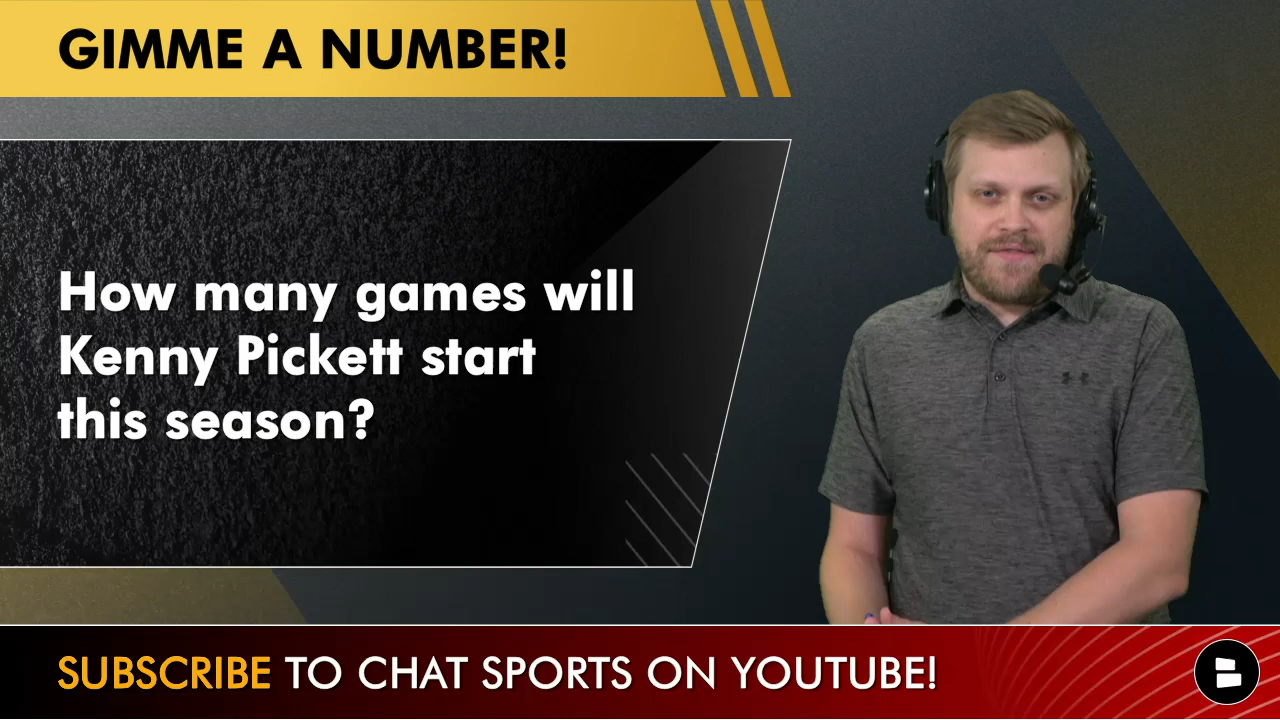 GIMME A NUMBER!
How many games will
Kenny Pickett start
this season?
SUBSCRIBE TO CHAT SPORTS ON YOUTUBE!